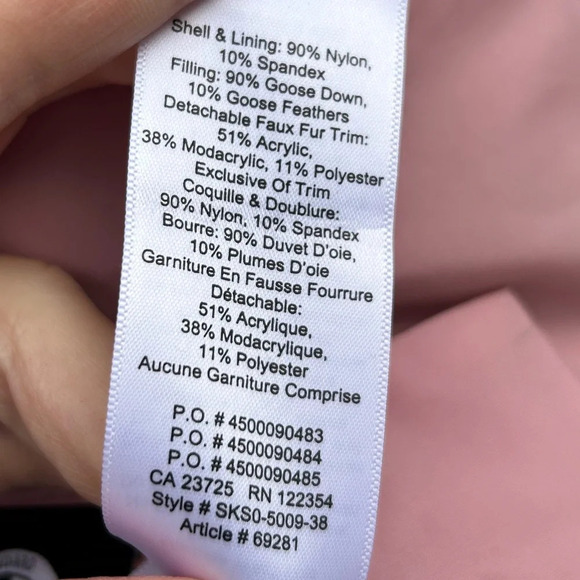 Shell & Lining: 90% Nylon,
10% Spandex
Filling: 90% Goose Down,
10% Goose Feathers
Detachable Faux Fur Trim:
51% Acrylic,
38% Modacrylic, 11% Polyester
Exclusive Of Trim
Coquille & Doublure:
90% Nylon, 10% Spandex
Bourre: 90% Duvet D'oie,
10% Plumes D'oie
Garniture En Fausse Fourrure
Détachable:
51% Acrylique,
38% Modacrylique,
11% Polyester
Aucune Garniture Comprise
P.O. # 4500090483
P.O. # 4500090484
P.O. # 4500090485
CA 23725 RN 122354
Style # SKS0-5009-38
Article # 69281